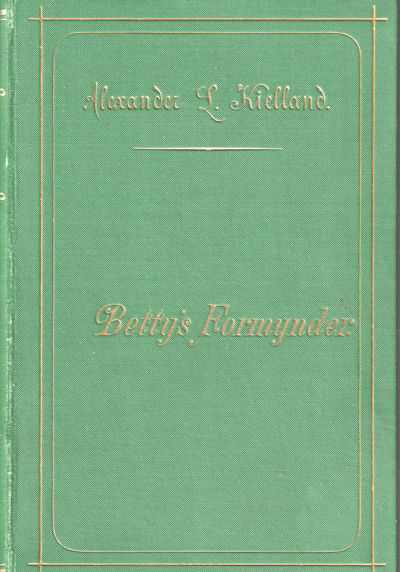 Alexander L. Kielland.
Betty's Formynder.